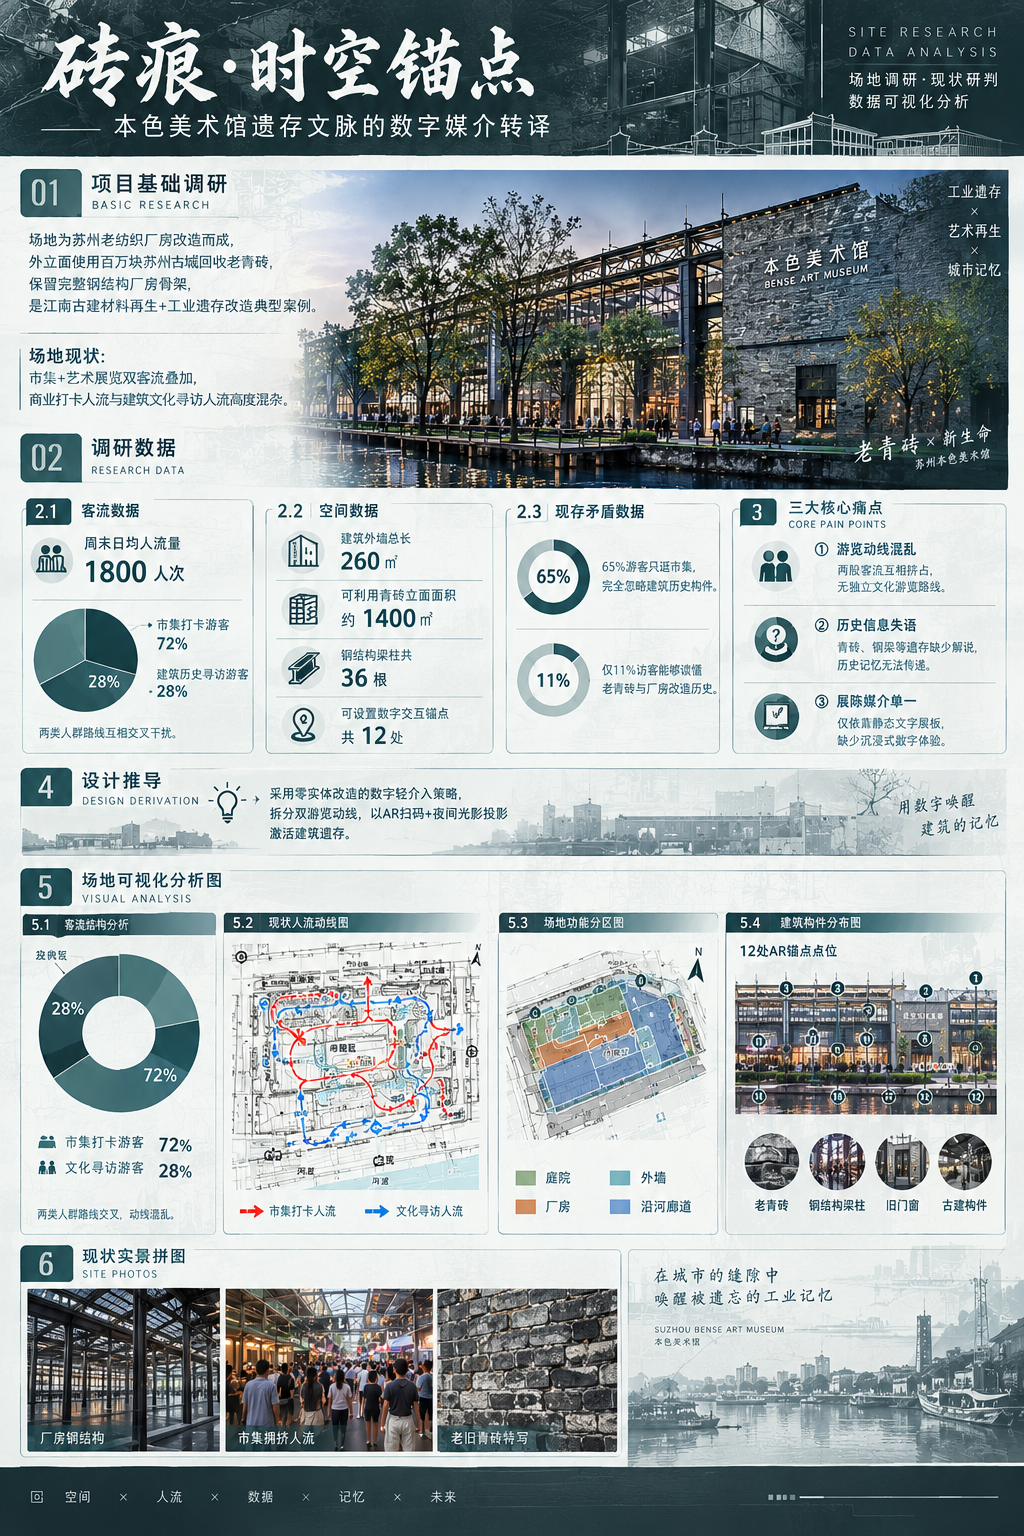 砖痕·时空锚点
本色美术馆遗存文脉的数字媒介转译
SITE RESEARCH
DATA ANALYSIS
场地调研·现状研判
数据可视化分析
01 项目基础调研
BASIC RESEARCH
场地为苏州老纺织厂房改造而成,
外立面使用百万块苏州古城回收老青砖,
保留完整钢结构厂房骨架,
是江南古建材料再生+工业遗存改造典型案例。
场地现状:
市集+艺术展览双客流叠加,
商业打卡人流与建筑文化寻访人流高度混杂。
工业遗存
×
艺术再生
×
城市记忆
本色美术馆
BENSE ART MUSEUM
老青砖×新生命
苏州本色美术馆
02 调研数据
RESEARCH DATA
2.1 客流数据
周末日均人流量
1800 人次
28%
市集打卡游客
72%
建筑历史寻访游客
28%
两类人群路线互相交叉干扰。
2.2 空间数据
建筑外墙总长
260 ㎡
可利用青砖立面面积
约 1400 ㎡
钢结构梁柱共
36 根
可设置数字交互锚点
共 12 处
2.3 现存矛盾数据
65%
65%游客只逛市集,
完全忽略建筑历史构件。
11%
仅11%访客能够读懂
老青砖与厂房改造历史。
3 三大核心痛点
CORE PAIN POINTS
① 游览动线混乱
两股客流互相挤占,
无独立文化游览路线。
② 历史信息失语
青砖、钢梁等遗存缺少解说,
历史记忆无法传递。
③ 展陈媒介单一
仅依靠静态文字展板,
缺少沉浸式数字体验。
4 设计推导
DESIGN DERIVATION
采用零实体改造的数字轻介入策略,
拆分双游览动线, 以AR扫码+夜间光影投影
激活建筑遗存。
用数字唤醒
建筑的记忆
5 场地可视化分析图
VISUAL ANALYSIS
5.1 客流结构分析
28%
72%
市集打卡游客 72%
文化寻访游客 28%
两类人群路线交叉, 动线混乱。
5.2 现状人流动线图
N
市集打卡人流
文化寻访人流
5.3 场地功能分区图
N
庭院
外墙
厂房
沿河廊道
5.4 建筑构件分布图
12处AR锚点点位
3
3
2
1
12
老青砖
钢结构梁柱
旧门窗
古建构件
6 现状实景拼图
SITE PHOTOS
厂房钢结构
市集拥挤人流
老旧青砖特写
在城市的缝隙中
唤醒被遗忘的工业记忆
SUZHOU BENSE ART MUSEUM
本色美术馆
空间 × 人流 × 数据 × 记忆 × 未来